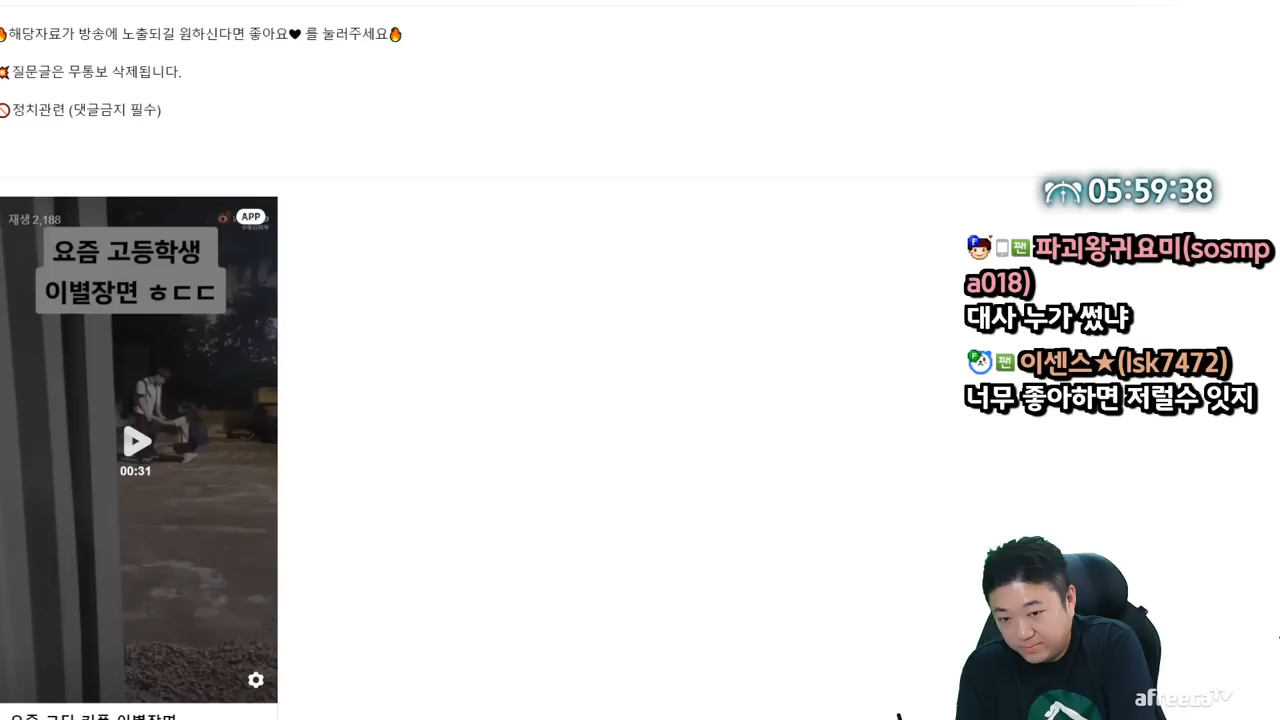 해당자료가 방송에 노출되길 원하신다면 좋아요🖤 를 눌러주세요
질문글은 무통보 삭제됩니다.
정치관련 (댓글금지 필수)
05:59:38
재생 2,188
APP
요즘 고등학생
이별장면 ㅎㄷㄷ
파괴왕귀요미(sosmp
a018)
대사 누가 썼냐
팬 이센스★(lsk7472)
너무 좋아하면 저럴수 잇지
00:31
afreecaTV